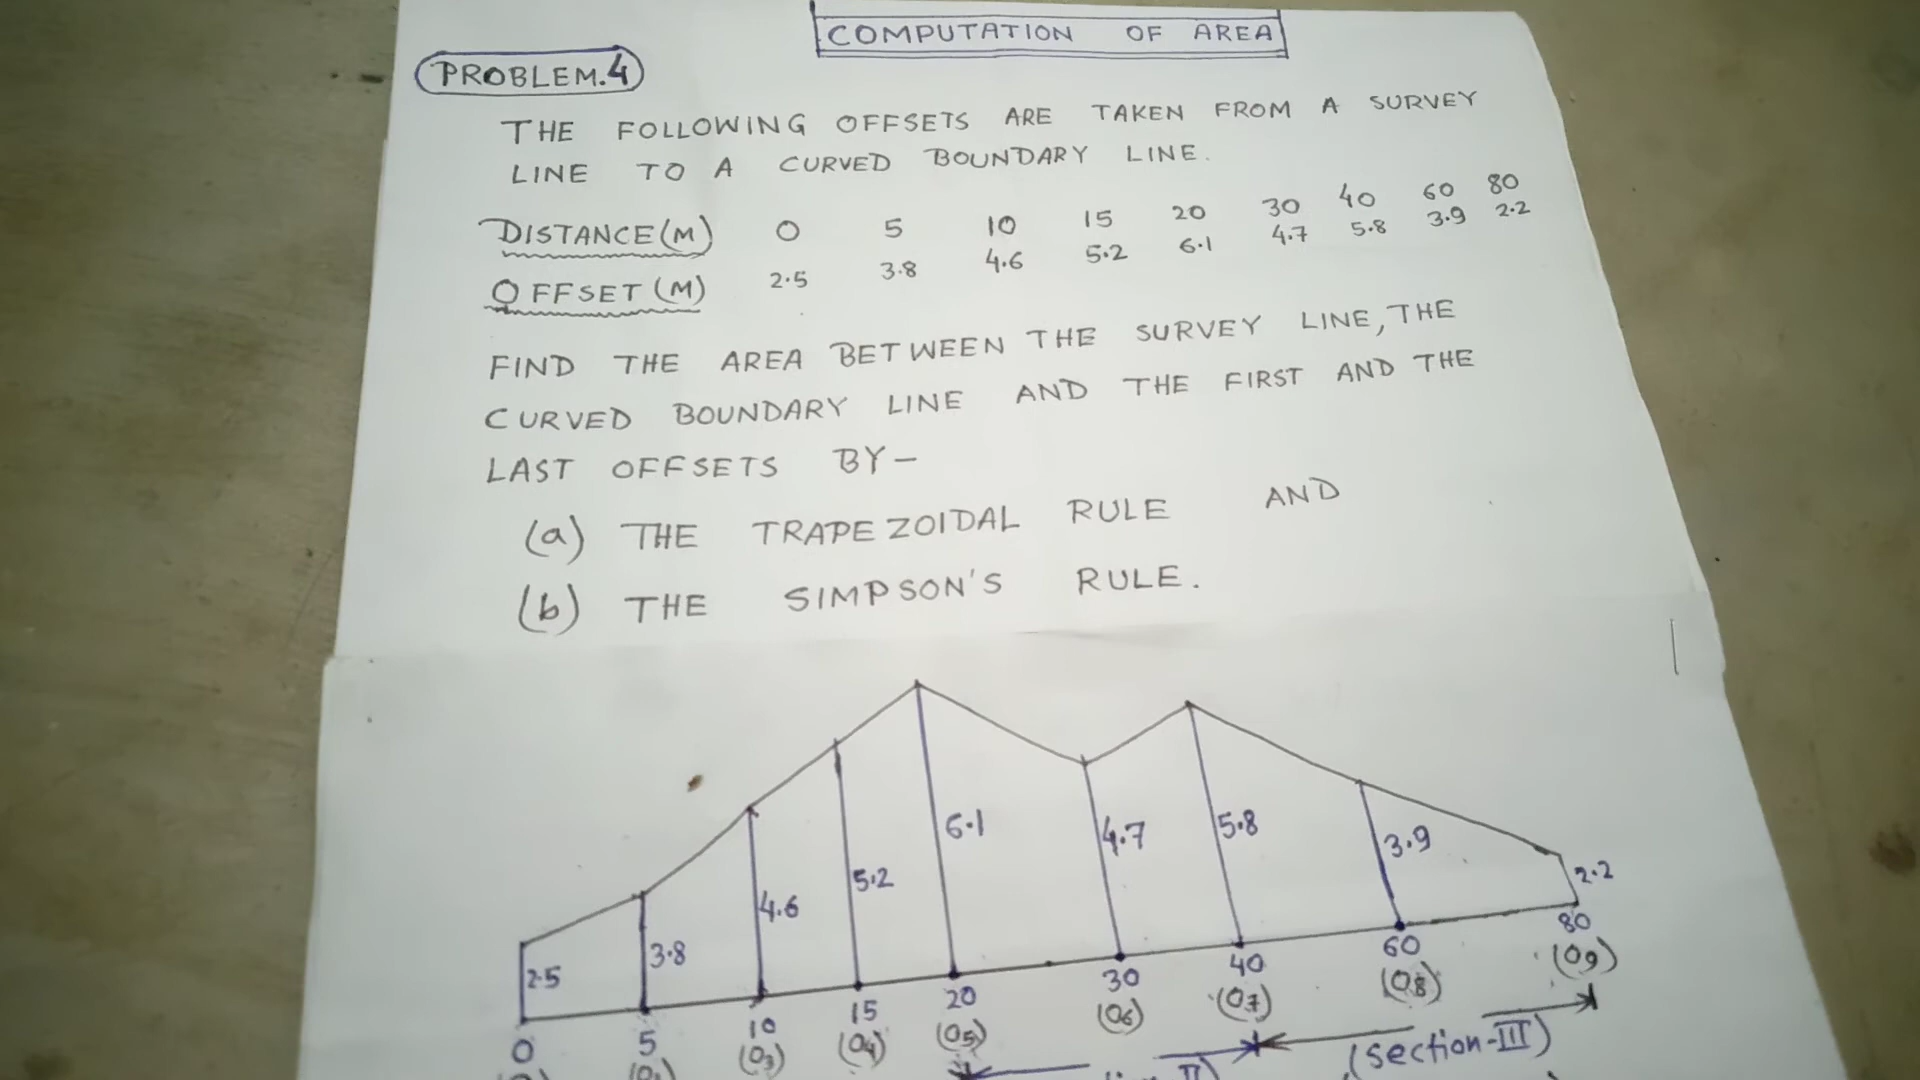 COMPUTATION OF AREA
PROBLEM.4
THE FOLLOWING OFFSETS ARE TAKEN FROM A SURVEY
LINE TO A CURVED BOUNDARY LINE.
DISTANCE(M) 0 5 10 15 20 30 40 60 80
OFFSET(M) 2.5 3.8 4.6 5.2 6.1 4.7 5.8 3.9 2.2
FIND THE AREA BETWEEN THE SURVEY LINE, THE
CURVED BOUNDARY LINE AND THE FIRST AND THE
LAST OFFSETS BY-
(a) THE TRAPEZOIDAL RULE AND
(b) THE SIMPSON'S RULE.
2.5 3.8 4.6 5.2 6.1 4.7 5.8 3.9 2.2
0 5 10 15 20 30 40 60 80
(O3) (O4) (O5) (O6) (O7) (O8) (O9)
II) (Section-III)